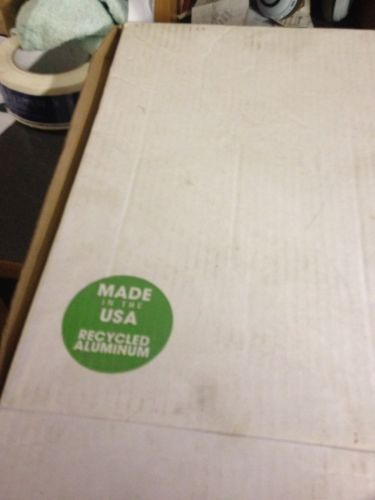 MADE
IN THE
USA
RECYCLED
ALUMINUM